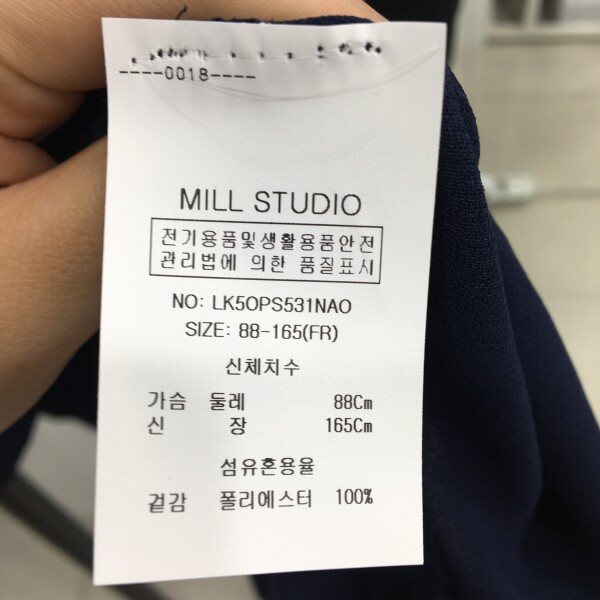 ----0018----
MILL STUDIO
전기용품및생활용품안전
관리법에 의한 품질표시
NO: LK5OPS531NAO
SIZE: 88-165(FR)
신체치수
가슴 둘레 88Cm
신 장 165Cm
섬유혼용율
겉감 폴리에스터 100%